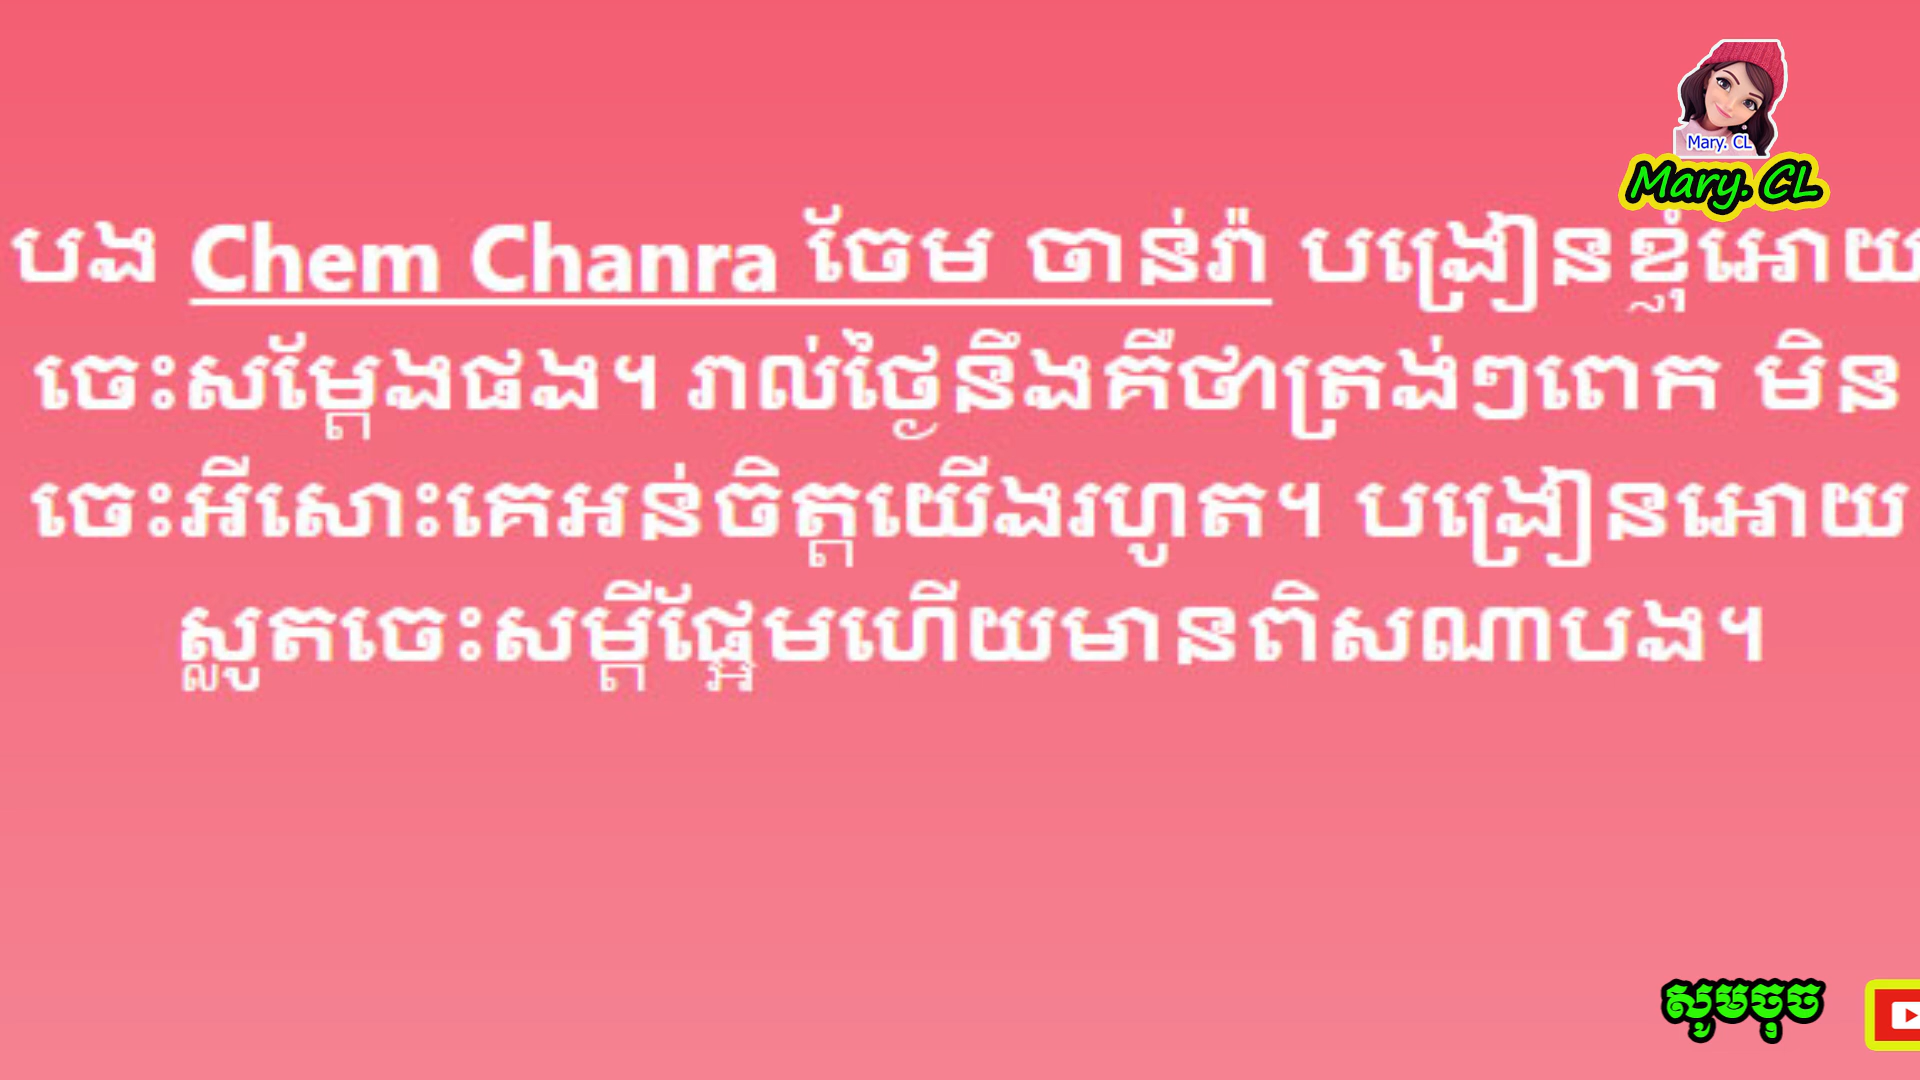 Mary. CL
Mary. CL
បង Chem Chanra ចែម ចាន់រ៉ា បង្រៀនខ្ញុំអោយ
ចេះសម្ដែងផង។ រាល់ថ្ងៃនឹងគឺថាត្រង់ៗពេក មិន
ចេះអីសោះគេអន់ចិត្តយើងរហូត។ បង្រៀនអោយ
ស្លូតចេះសម្ដីផ្អែមហើយមានពិសណាបង។
សូមចុច